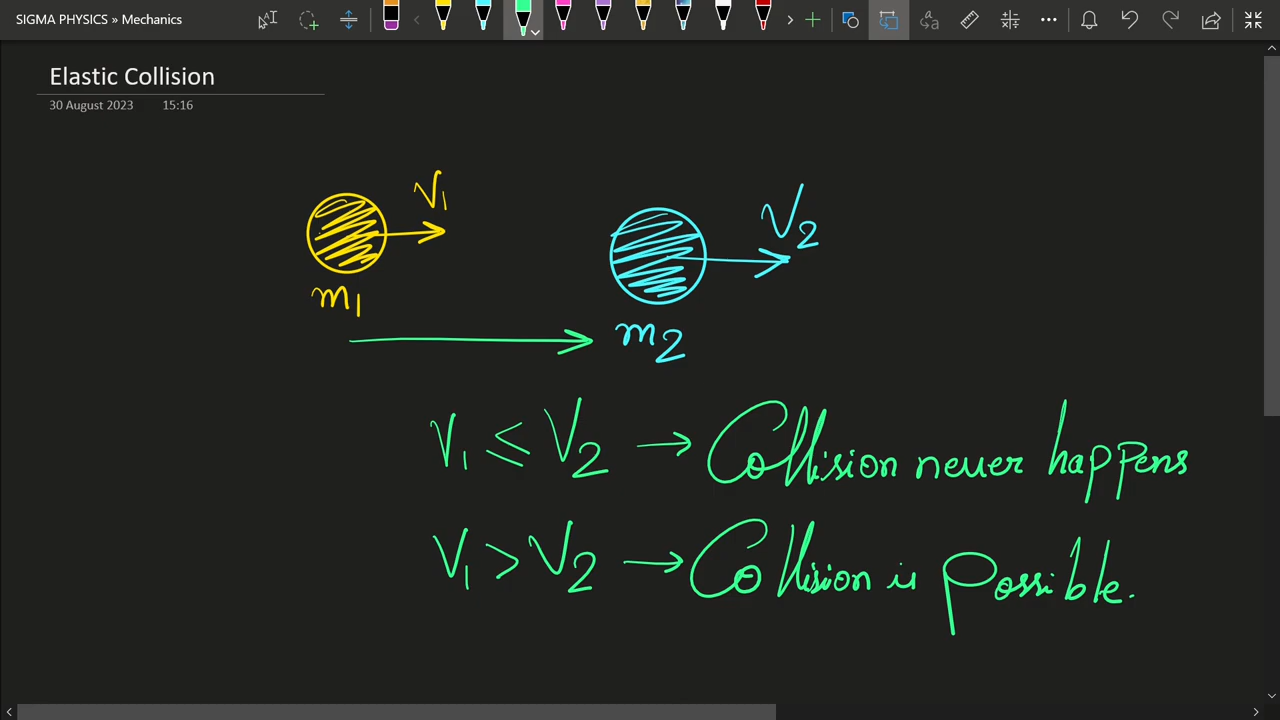 SIGMA PHYSICS » Mechanics
Elastic Collision
30 August 2023 15:16
V1
V2
m1
m2
V1 ≤ V2 → Collision never happens
V1 > V2 → Collision is possible.